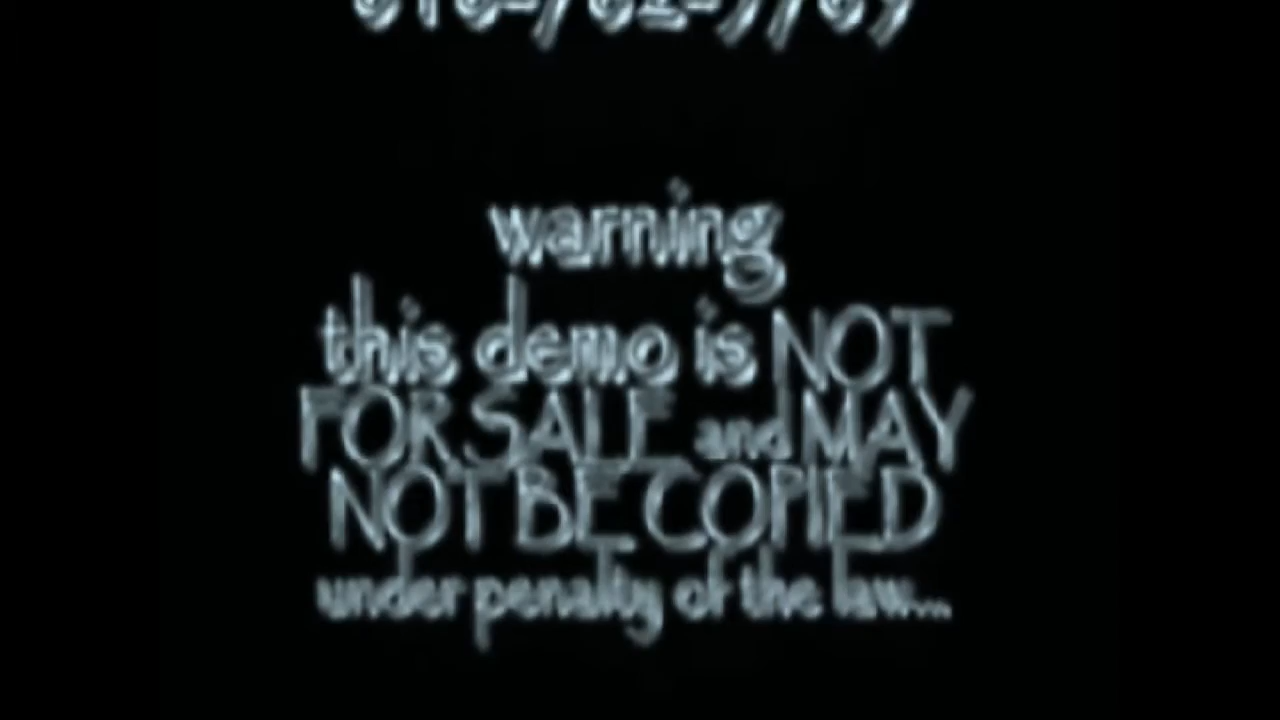 warning
this demo is NOT
FOR SALE and MAY
NOT BE COPIED
under penalty of the law...